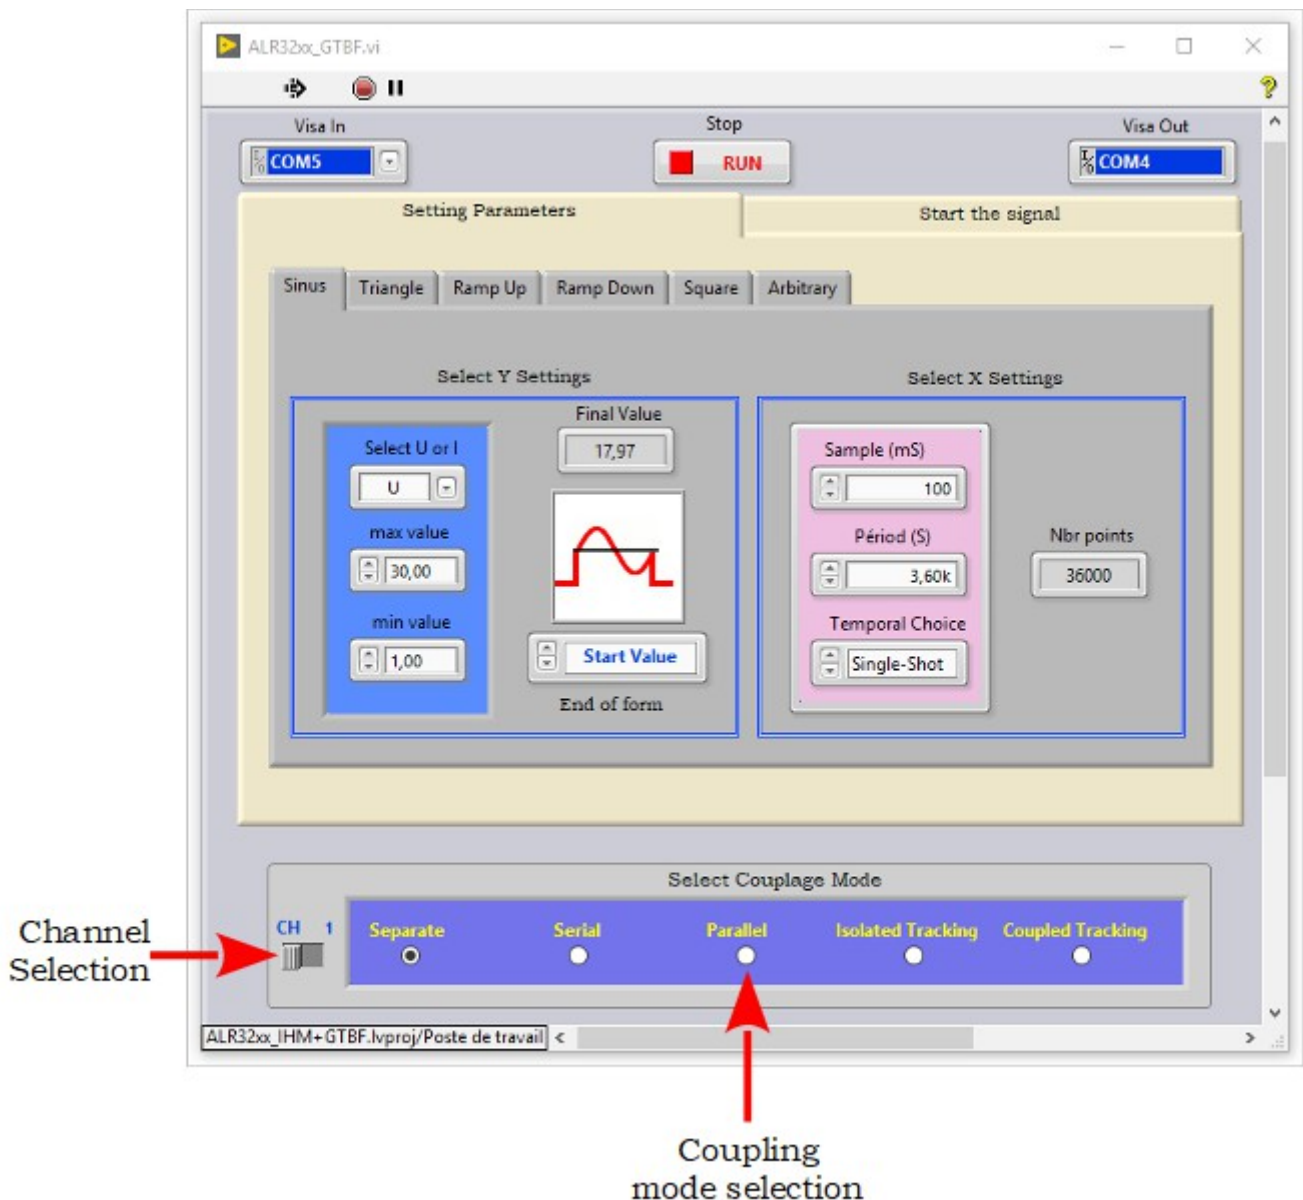 ALR32xx_GTBF.vi
Visa In
Stop
Visa Out
I/O COM5
RUN
I/O COM4
Setting Parameters
Start the signal
Sinus
Triangle
Ramp Up
Ramp Down
Square
Arbitrary
Select Y Settings
Select X Settings
Select U or I
U
max value
30,00
min value
1,00
Final Value
17,97
Start Value
End of form
Sample (mS)
100
Périod (S)
3,60k
Temporal Choice
Single-Shot
Nbr points
36000
Select Couplage Mode
CH 1
Separate
Serial
Parallel
Isolated Tracking
Coupled Tracking
Channel
Selection
ALR32xx_IHM+GTBF.lvproj/Poste de travail
Coupling
mode selection